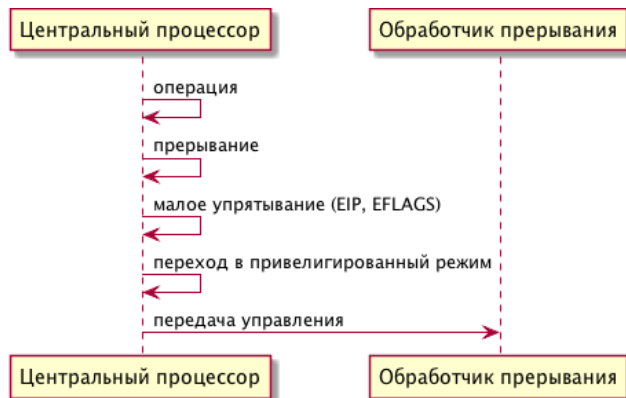 Центральный процессор
Обработчик прерывания
операция
прерывание
малое упрятывание (EIP, EFLAGS)
переход в привелигированный режим
передача управления
Центральный процессор
Обработчик прерывания